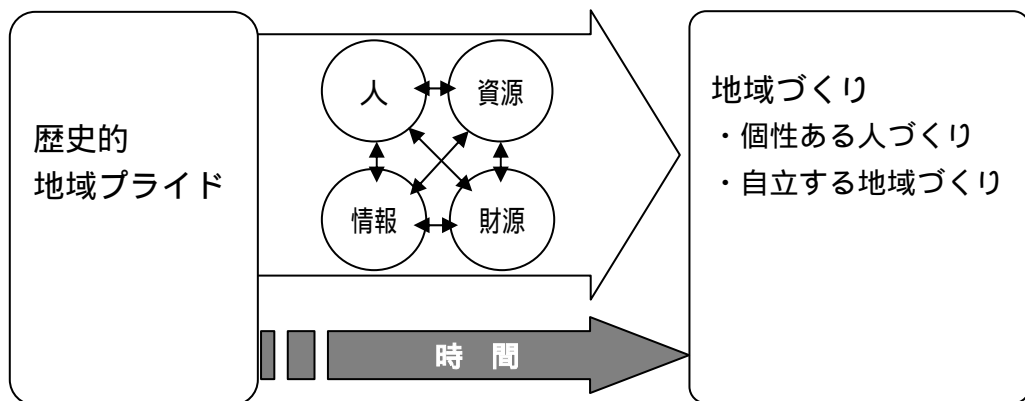 歴史的
地域プライド
人
資源
情報
財源
時 間
地域づくり
・個性ある人づくり
・自立する地域づくり